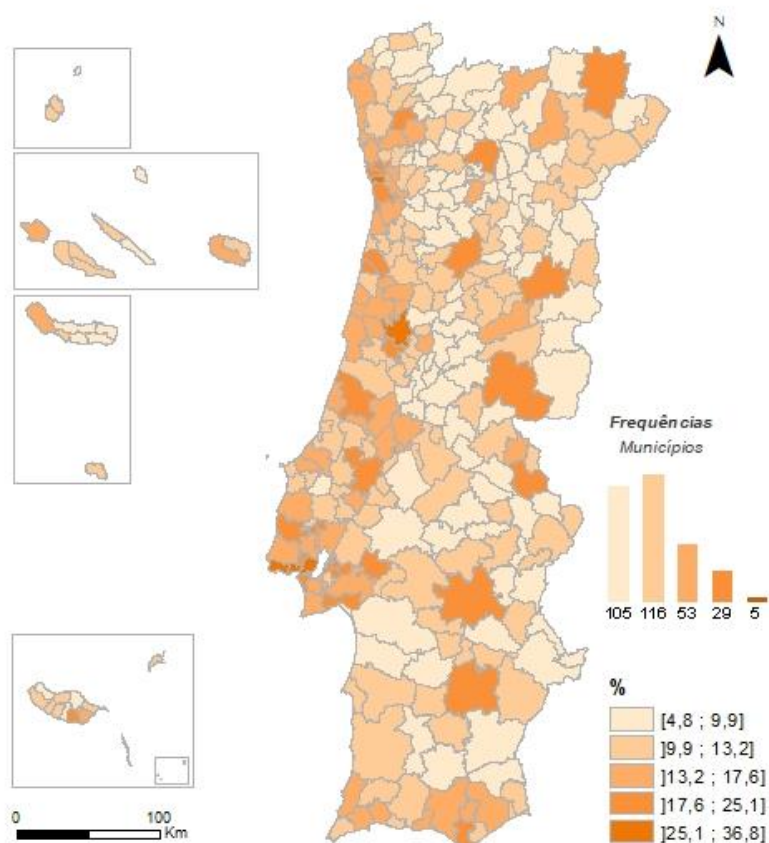 N
Frequências
Municípios
105 116 53 29 5
%
[4,8 ; 9,9]
]9,9 ; 13,2]
]13,2 ; 17,6]
]17,6 ; 25,1]
]25,1 ; 36,8]
0 100
Km